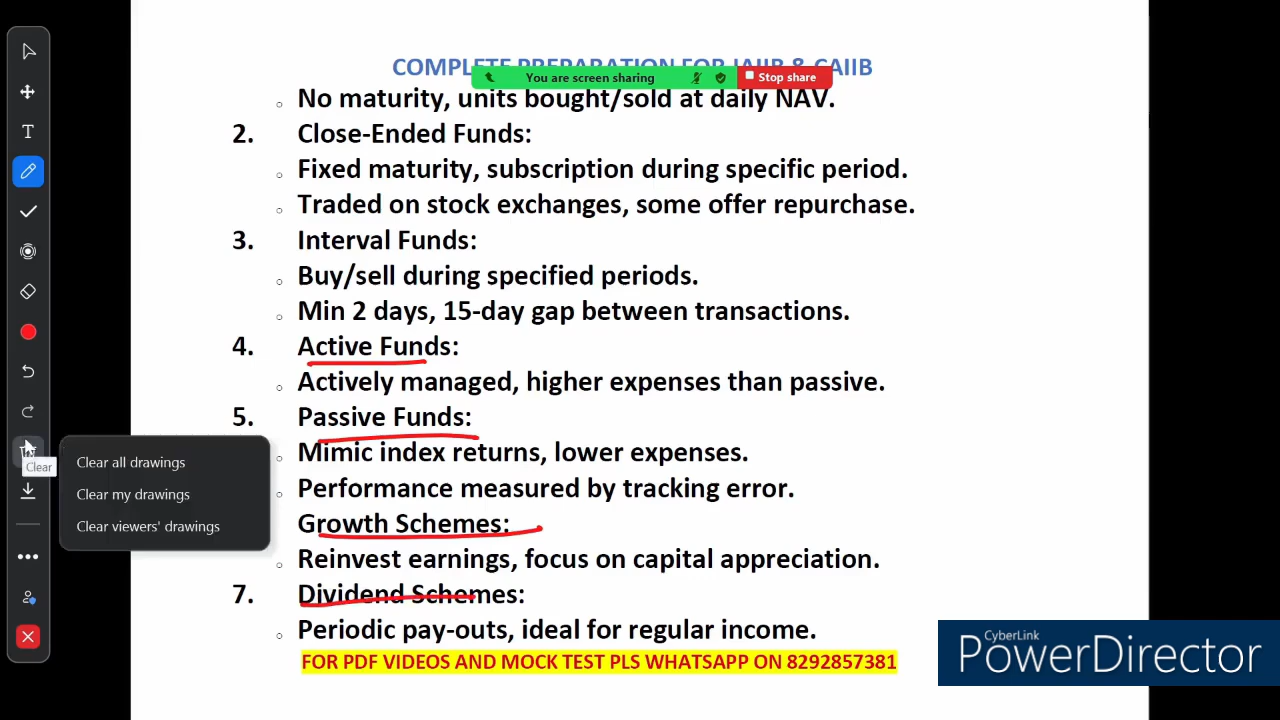 COMPLETE PREPARATION FOR JAIIB & CAIIB
You are screen sharing
Stop share
No maturity, units bought/sold at daily NAV.
2. Close-Ended Funds:
Fixed maturity, subscription during specific period.
Traded on stock exchanges, some offer repurchase.
3. Interval Funds:
Buy/sell during specified periods.
Min 2 days, 15-day gap between transactions.
4. Active Funds:
Actively managed, higher expenses than passive.
5. Passive Funds:
Mimic index returns, lower expenses.
Performance measured by tracking error.
Growth Schemes:
Reinvest earnings, focus on capital appreciation.
7. Dividend Schemes:
Periodic pay-outs, ideal for regular income.
FOR PDF VIDEOS AND MOCK TEST PLS WHATSAPP ON 8292857381
T
Clear
Clear all drawings
Clear my drawings
Clear viewers' drawings
CyberLink
PowerDirector